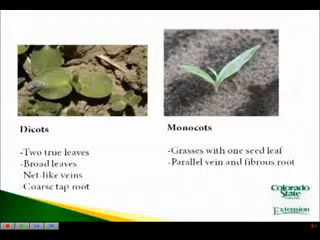 Dicots
-Two true leaves
-Broad leaves
-Net-like veins
-Coarse tap root
Monocots
-Grasses with one seed leaf
-Parallel vein and fibrous root
Colorado
State
Extension